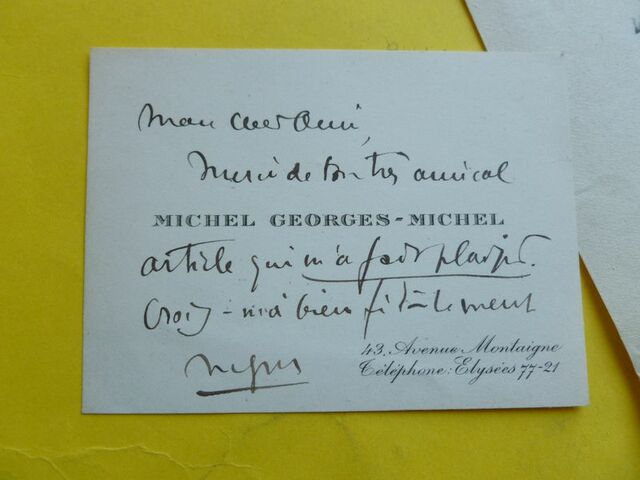 Mon cher Ami,
Merci de ton très amical
MICHEL GEORGES-MICHEL
article qui m'a fait plaisir.
Crois-moi bien fidèlement
43, Avenue Montaigne
Téléphone: Elysées 77-21